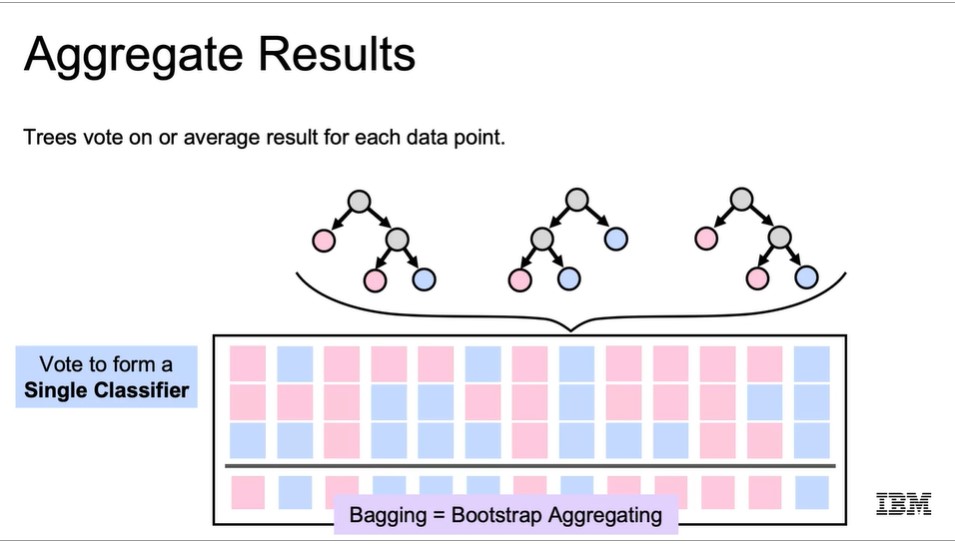 Aggregate Results
Trees vote on or average result for each data point.
Vote to form a
Single Classifier
Bagging = Bootstrap Aggregating
IBM